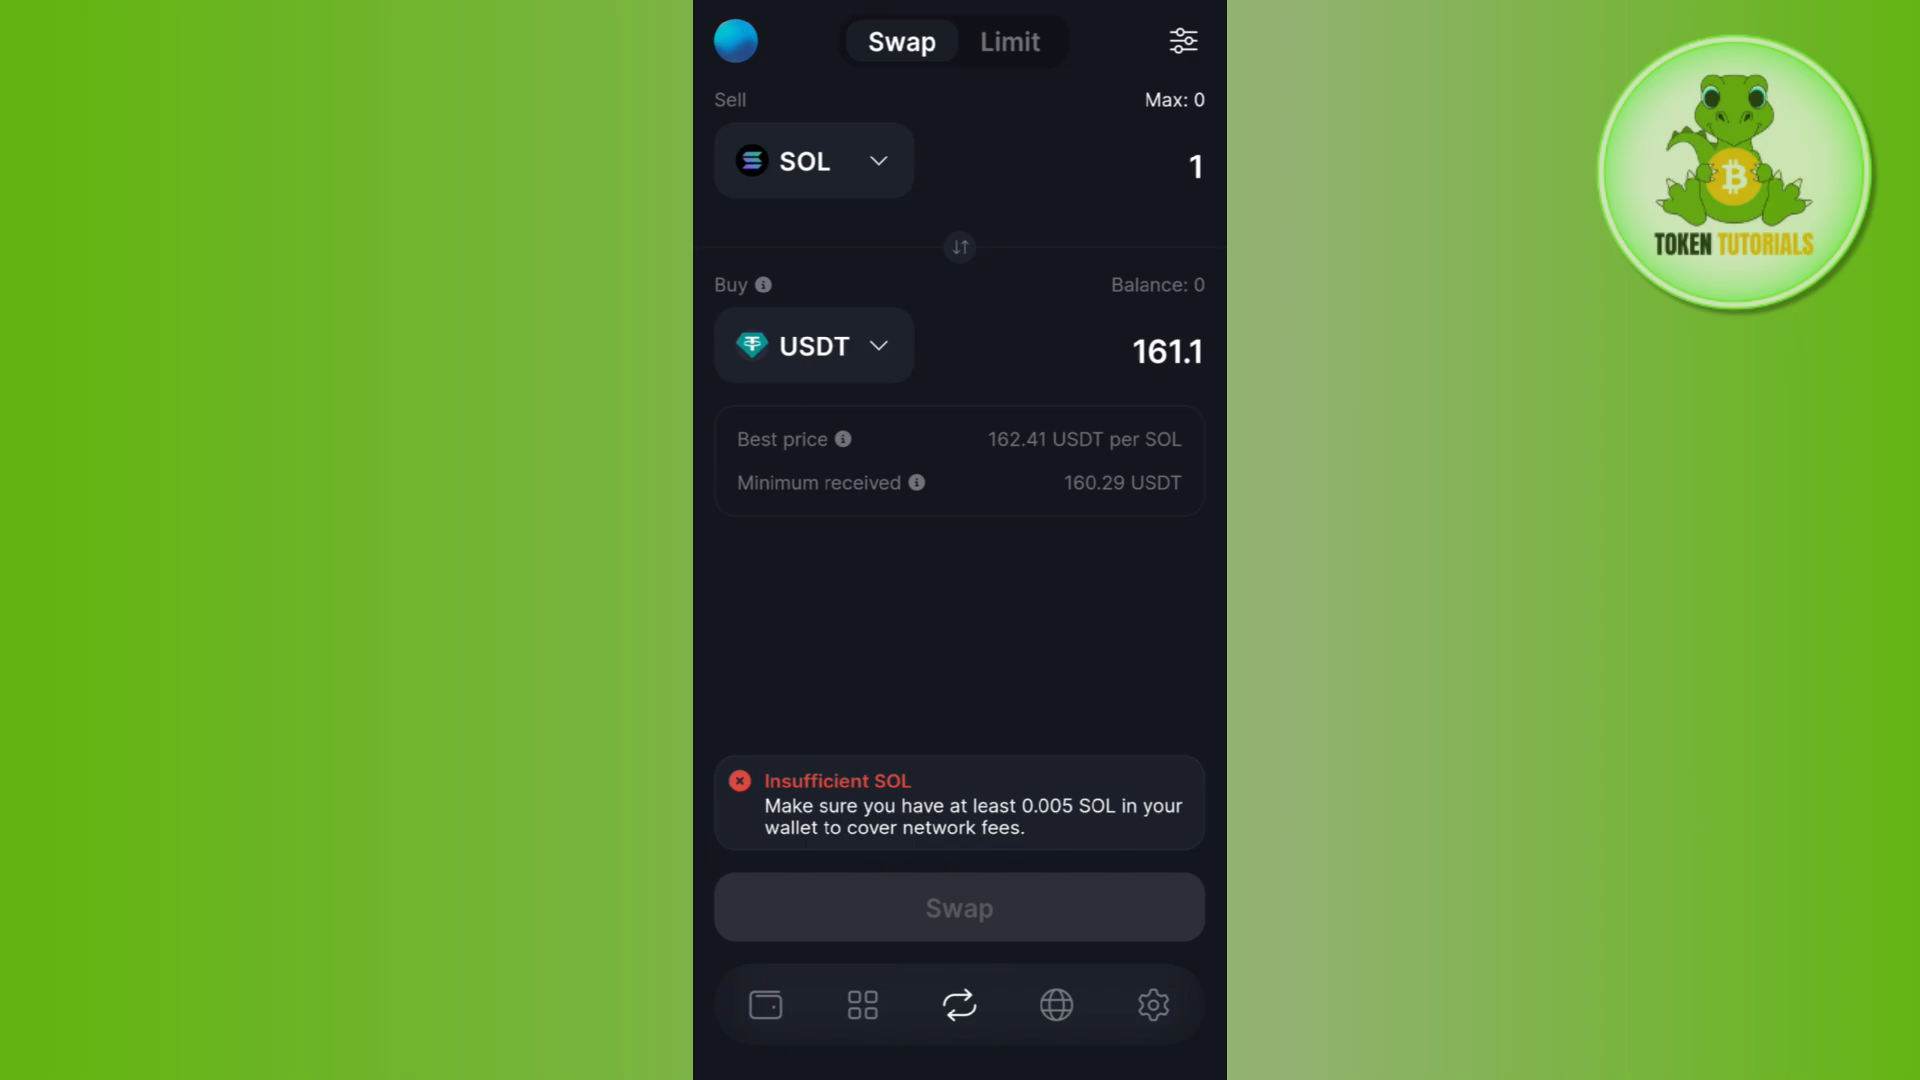 Swap
Limit
Sell
Max: 0
SOL
1
Buy
Balance: 0
USDT
161.1
Best price
162.41 USDT per SOL
Minimum received
160.29 USDT
Insufficient SOL
Make sure you have at least 0.005 SOL in your
wallet to cover network fees.
Swap
TOKEN TUTORIALS